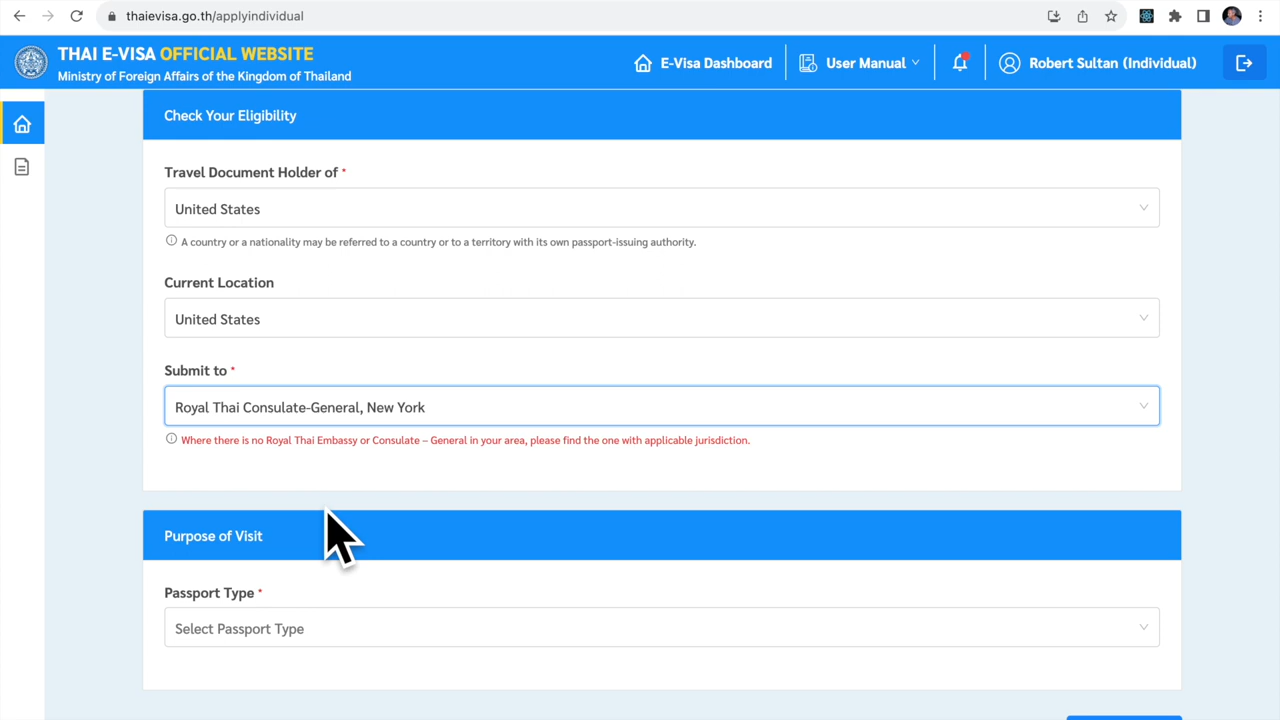 thaievisa.go.th/applyindividual
THAI E-VISA OFFICIAL WEBSITE
Ministry of Foreign Affairs of the Kingdom of Thailand
E-Visa Dashboard
User Manual
Robert Sultan (Individual)
Check Your Eligibility
Travel Document Holder of *
United States
A country or a nationality may be referred to a country or to a territory with its own passport-issuing authority.
Current Location
United States
Submit to *
Royal Thai Consulate-General, New York
Where there is no Royal Thai Embassy or Consulate – General in your area, please find the one with applicable jurisdiction.
Purpose of Visit
Passport Type *
Select Passport Type